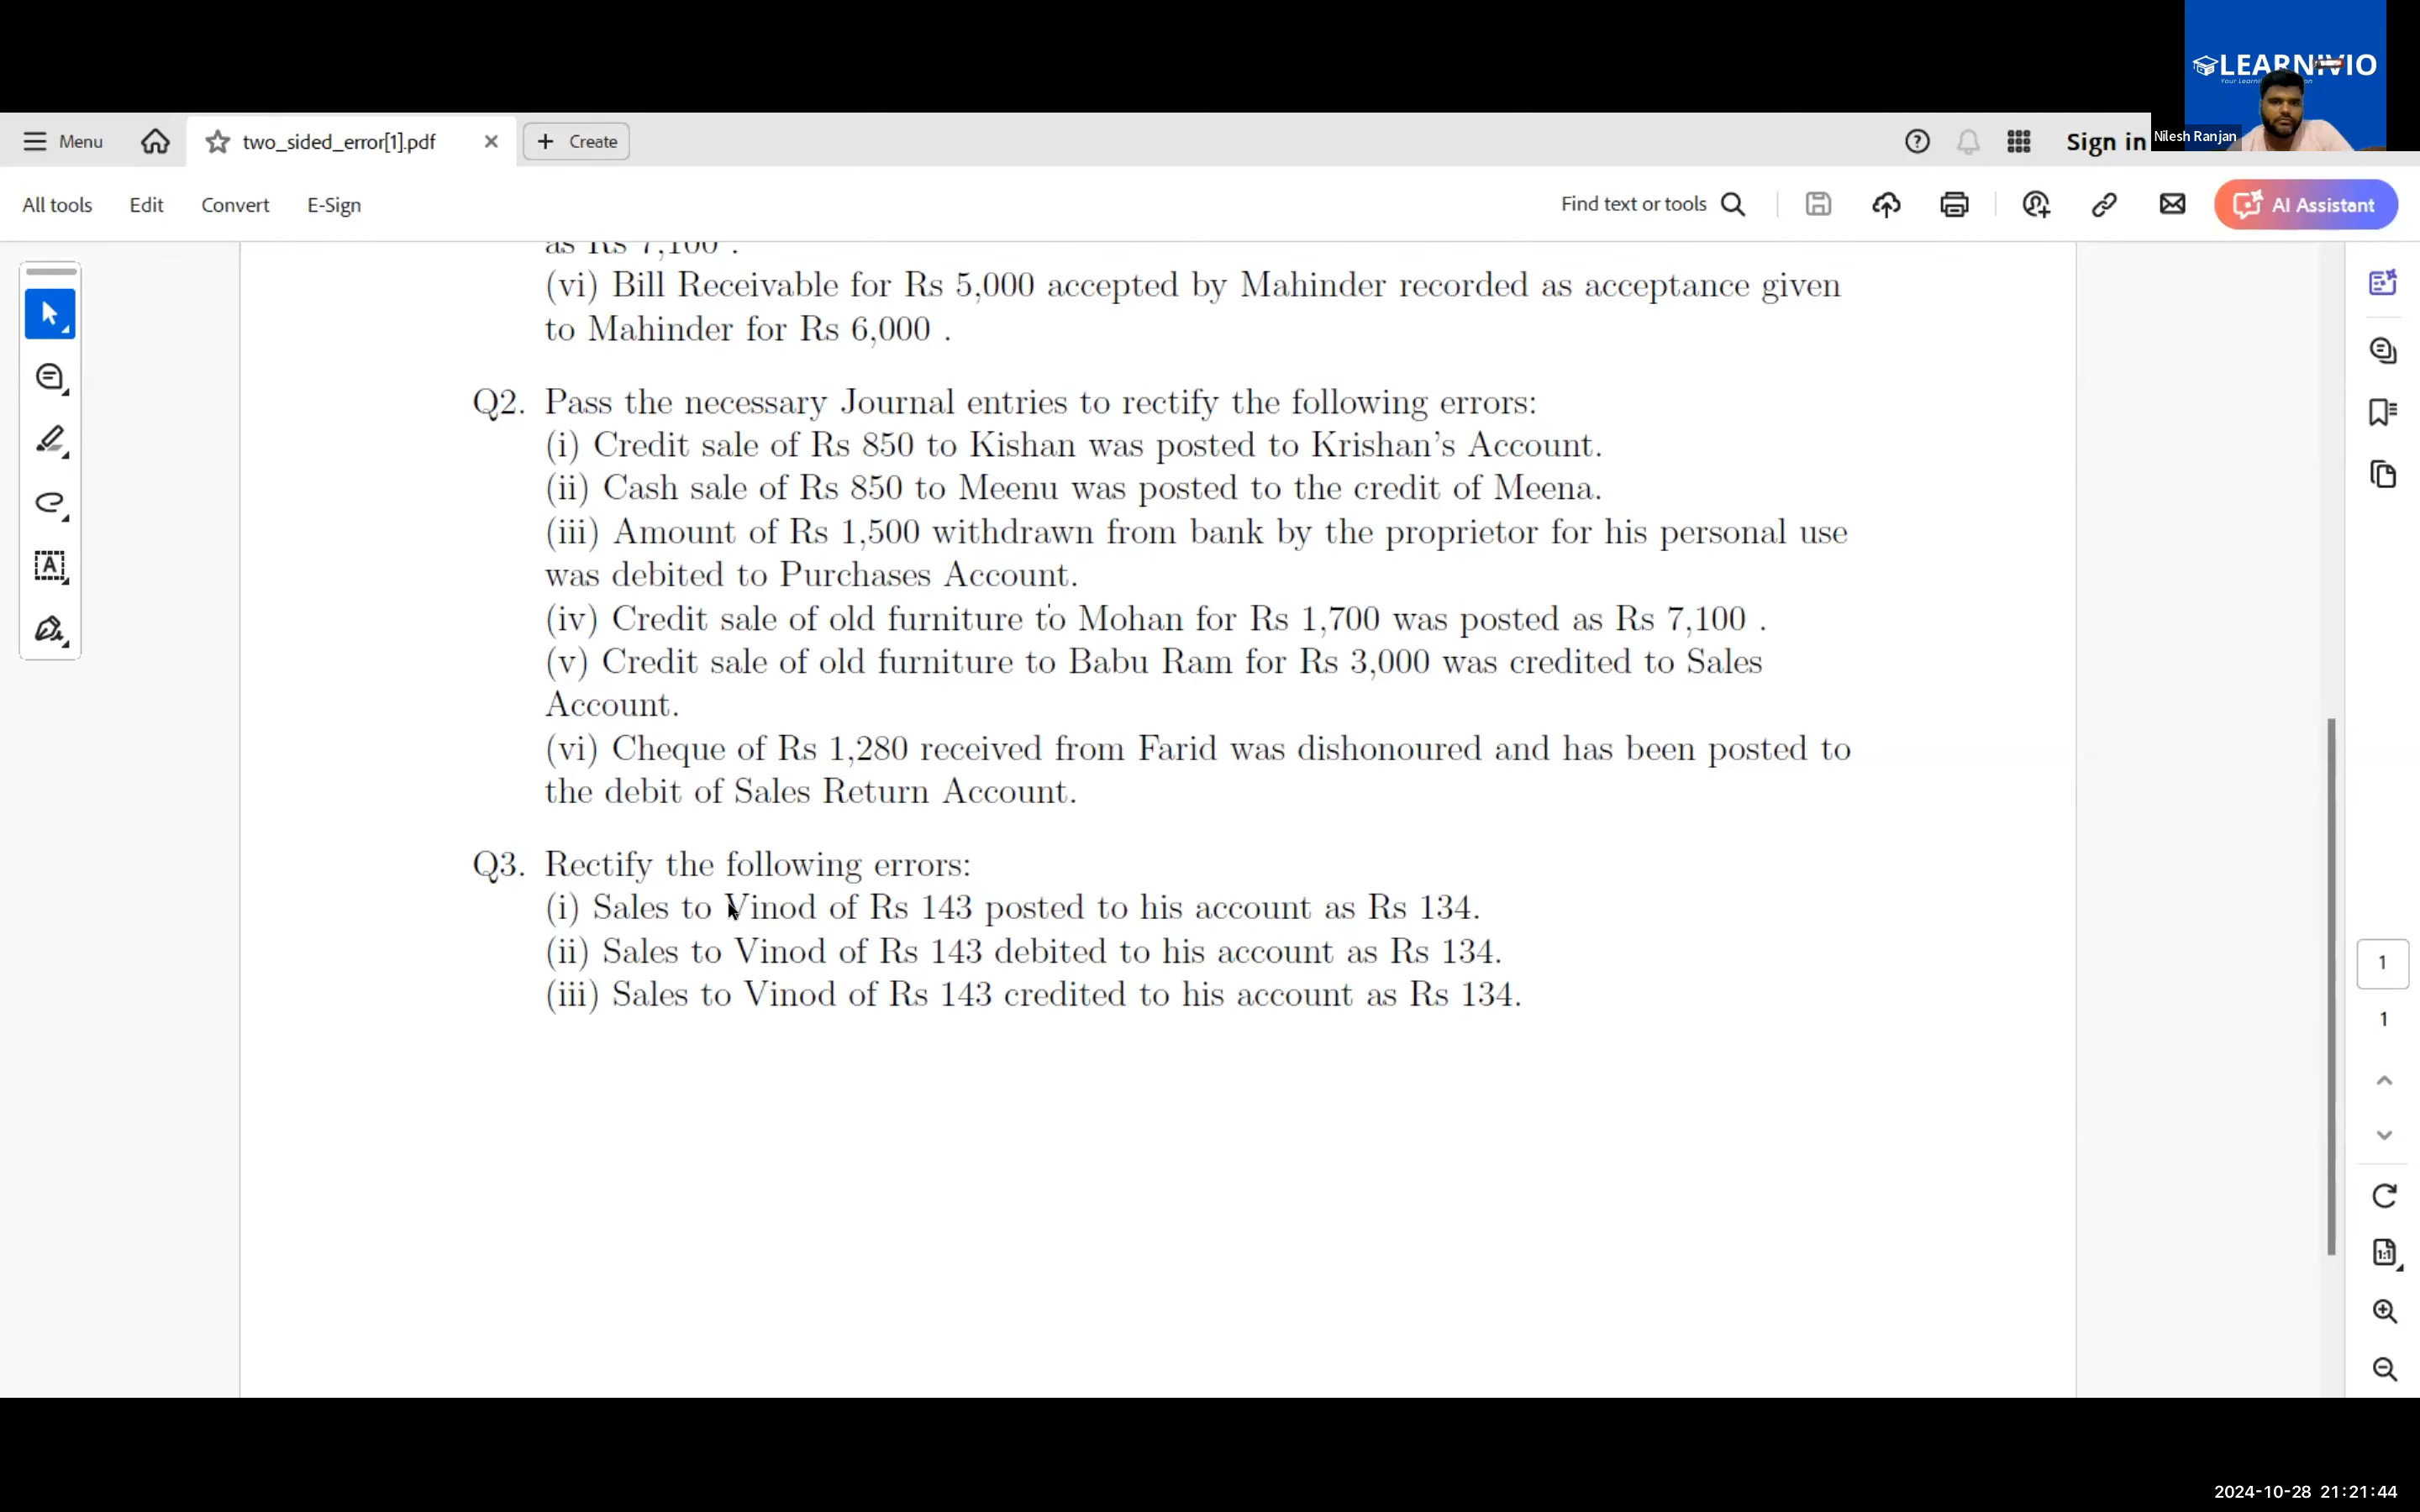 LEARNIVIO
Nilesh Ranjan
Menu
two_sided_error[1].pdf
Create
Sign in
All tools
Edit
Convert
E-Sign
Find text or tools
AI Assistant
as Rs 7,100 .
(vi) Bill Receivable for Rs 5,000 accepted by Mahinder recorded as acceptance given
to Mahinder for Rs 6,000 .
Q2. Pass the necessary Journal entries to rectify the following errors:
(i) Credit sale of Rs 850 to Kishan was posted to Krishan’s Account.
(ii) Cash sale of Rs 850 to Meenu was posted to the credit of Meena.
(iii) Amount of Rs 1,500 withdrawn from bank by the proprietor for his personal use
was debited to Purchases Account.
(iv) Credit sale of old furniture to Mohan for Rs 1,700 was posted as Rs 7,100 .
(v) Credit sale of old furniture to Babu Ram for Rs 3,000 was credited to Sales
Account.
(vi) Cheque of Rs 1,280 received from Farid was dishonoured and has been posted to
the debit of Sales Return Account.
Q3. Rectify the following errors:
(i) Sales to Vinod of Rs 143 posted to his account as Rs 134.
(ii) Sales to Vinod of Rs 143 debited to his account as Rs 134.
(iii) Sales to Vinod of Rs 143 credited to his account as Rs 134.
1
1
2024-10-28 21:21:44